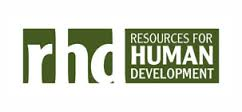 rhd
RESOURCES FOR
HUMAN
DEVELOPMENT